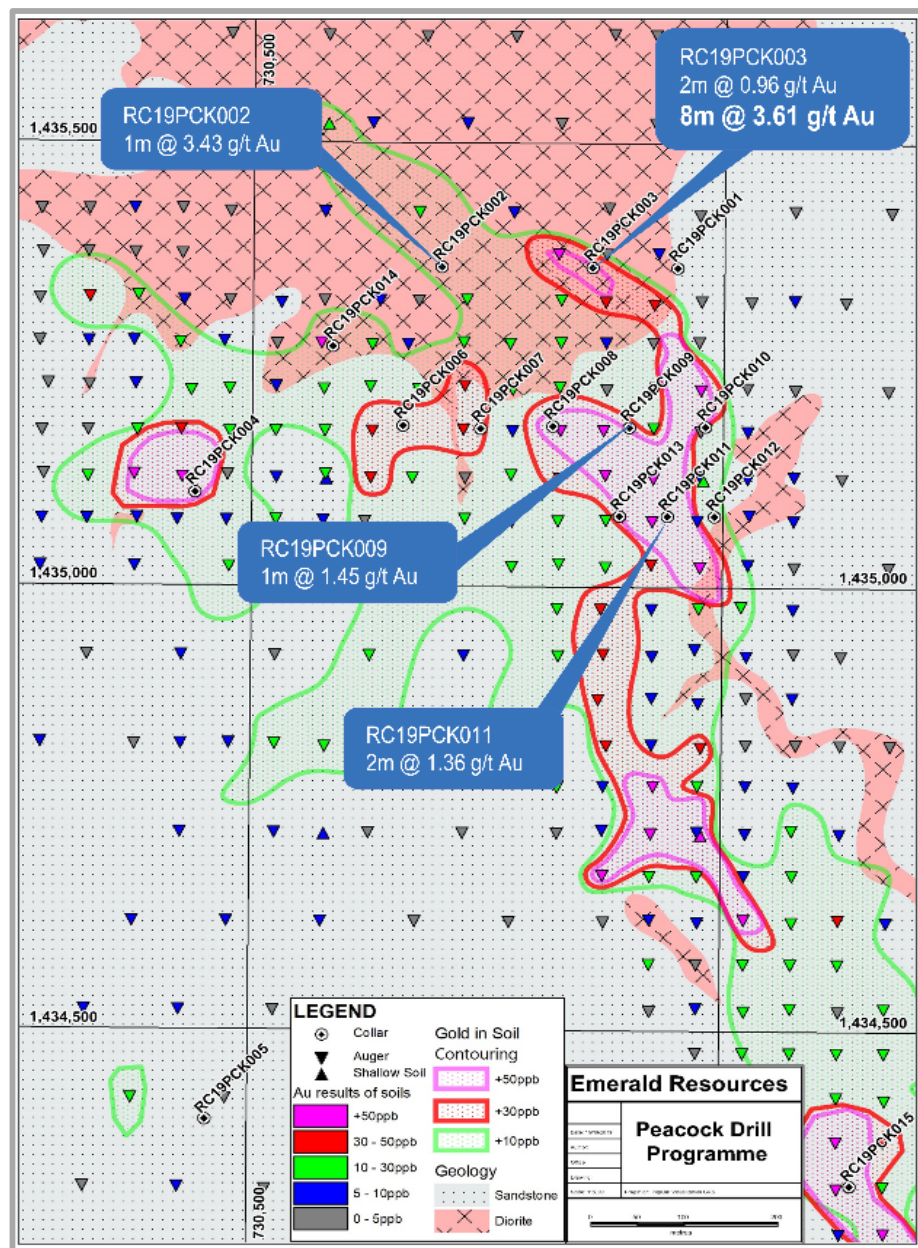 730,500
RC19PCK003
2m @ 0.96 g/t Au
8m @ 3.61 g/t Au
RC19PCK002
1m @ 3.43 g/t Au
1,435,500
RC19PCK002
RC19PCK003
RC19PCK001
RC19PCK014
RC19PCK006
RC19PCK007
RC19PCK008
RC19PCK009
RC19PCK010
RC19PCK004
RC19PCK013
RC19PCK011
RC19PCK012
RC19PCK009
1m @ 1.45 g/t Au
1,435,000
1,435,000
RC19PCK011
2m @ 1.36 g/t Au
1,434,500
1,434,500
RC19PCK005
730,500
LEGEND
Collar
Auger
Shallow Soil
Au results of soils
+50ppb
30 - 50ppb
10 - 30ppb
5 - 10ppb
0 - 5ppb
Gold in Soil
Contouring
+50ppb
+30ppb
+10ppb
Geology
Sandstone
Diorite
Emerald Resources
Peacock Drill
Programme
0 50 100 200
metres
RC19PCK015